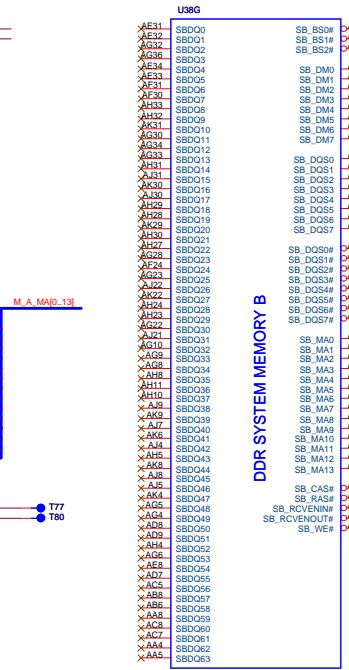 U38G
AE31 SBDQ0 SB_BS0#
AE32 SBDQ1 SB_BS1#
AG32 SBDQ2 SB_BS2#
AG36 SBDQ3
AE34 SBDQ4 SB_DM0
AE33 SBDQ5 SB_DM1
AF31 SBDQ6 SB_DM2
AF30 SBDQ7 SB_DM3
AH33 SBDQ8 SB_DM4
AH32 SBDQ9 SB_DM5
AK31 SBDQ10 SB_DM6
AG30 SBDQ11 SB_DM7
AG34 SBDQ12
AG33 SBDQ13 SB_DQS0
AH31 SBDQ14 SB_DQS1
AJ31 SBDQ15 SB_DQS2
AK30 SBDQ16 SB_DQS3
AJ30 SBDQ17 SB_DQS4
AH29 SBDQ18 SB_DQS5
AH28 SBDQ19 SB_DQS6
AK29 SBDQ20 SB_DQS7
AH30 SBDQ21
AH27 SBDQ22 SB_DQS0#
AG28 SBDQ23 SB_DQS1#
AF24 SBDQ24 SB_DQS2#
AG23 SBDQ25 SB_DQS3#
AJ22 SBDQ26 SB_DQS4#
AK22 SBDQ27 SB_DQS5#
AH24 SBDQ28 SB_DQS6#
AH23 SBDQ29 SB_DQS7#
AG22 SBDQ30
AJ21 SBDQ31 SB_MA0
AG10 SBDQ32 SB_MA1
AG9 SBDQ33 SB_MA2
AG8 SBDQ34 SB_MA3
AH8 SBDQ35 SB_MA4
AH11 SBDQ36 SB_MA5
AH10 SBDQ37 SB_MA6
AJ9 SBDQ38 SB_MA7
AK9 SBDQ39 SB_MA8
AJ7 SBDQ40 SB_MA9
AK6 SBDQ41 SB_MA10
AJ4 SBDQ42 SB_MA11
AH5 SBDQ43 SB_MA12
AK8 SBDQ44 SB_MA13
AJ8 SBDQ45
AJ5 SBDQ46 SB_CAS#
AK4 SBDQ47 SB_RAS#
AG5 SBDQ48 SB_RCVENIN#
AG4 SBDQ49 SB_RCVENOUT#
AD8 SBDQ50 SB_WE#
AD9 SBDQ51
AH4 SBDQ52
AG6 SBDQ53
AE8 SBDQ54
AD7 SBDQ55
AC5 SBDQ56
AB8 SBDQ57
AB6 SBDQ58
AA8 SBDQ59
AC8 SBDQ60
AC7 SBDQ61
AA4 SBDQ62
AA5 SBDQ63
DDR SYSTEM MEMORY B
M_A_MA[0..13]
T77
T80